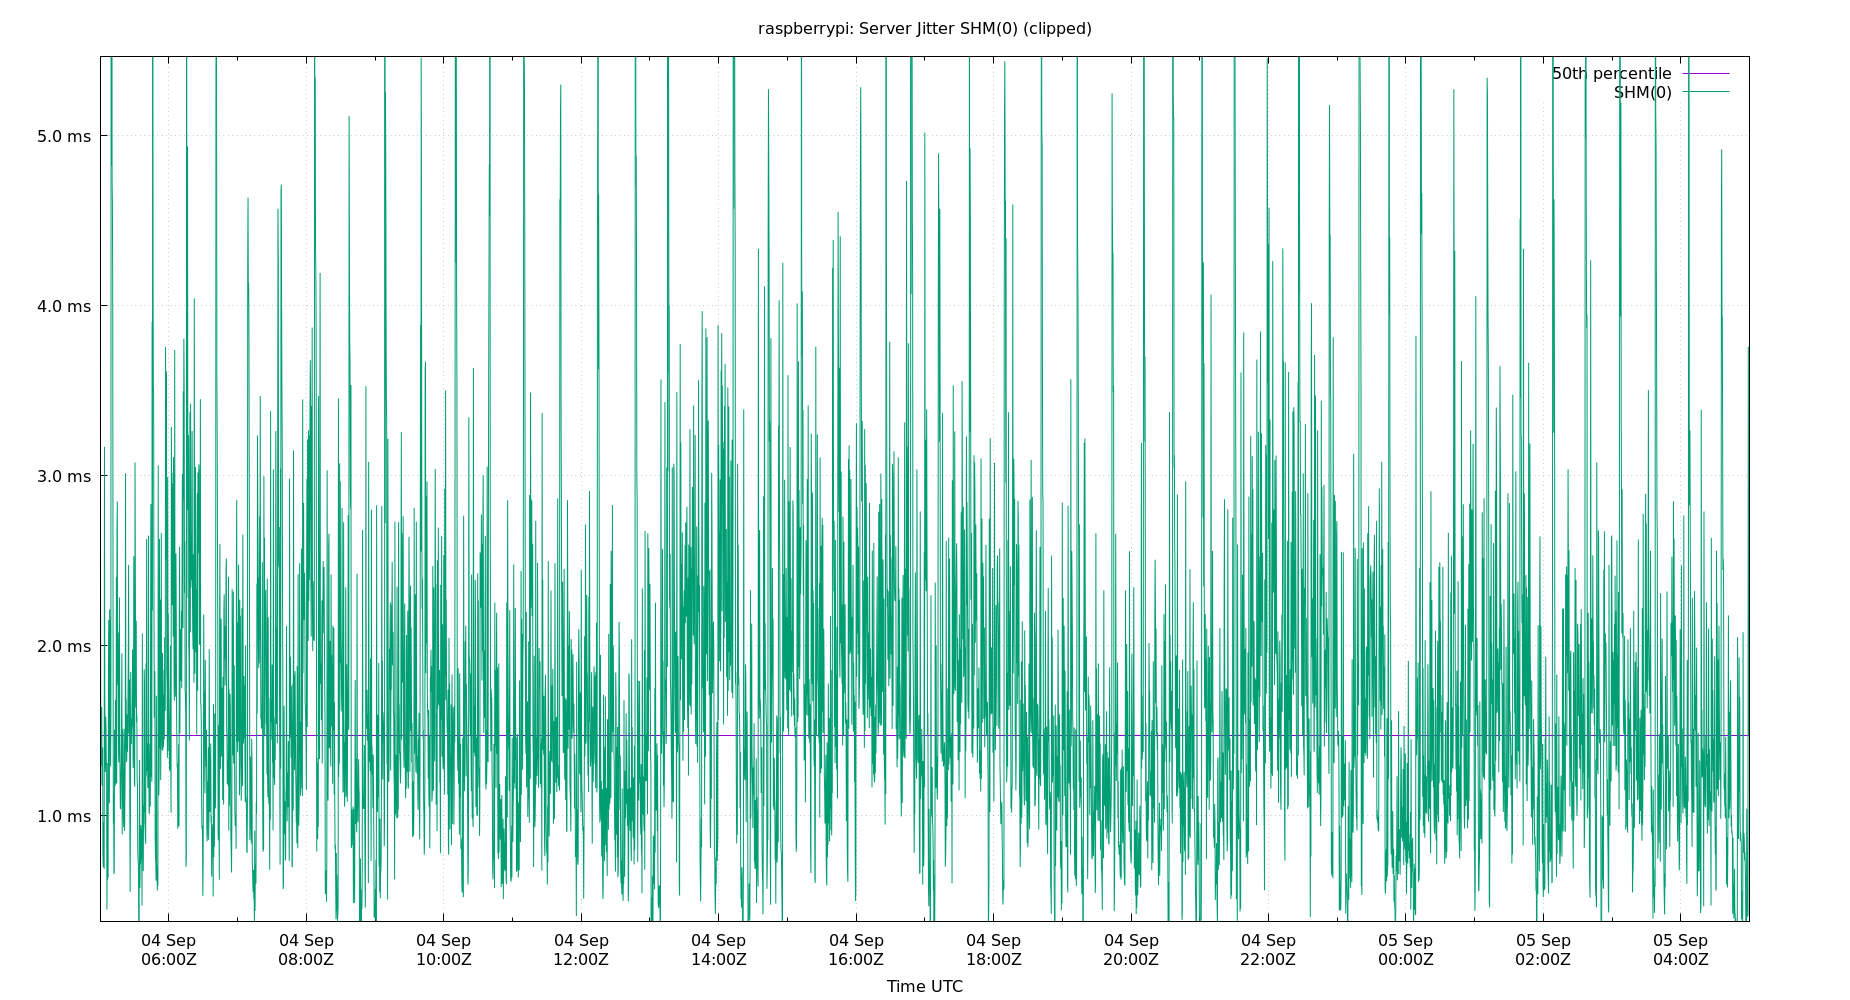 raspberrypi: Server Jitter SHM(0) (clipped)
50th percentile
SHM(0)
5.0 ms
4.0 ms
3.0 ms
2.0 ms
1.0 ms
04 Sep 04 Sep 04 Sep 04 Sep 04 Sep 04 Sep 04 Sep 04 Sep 04 Sep 05 Sep 05 Sep 05 Sep
06:00Z 08:00Z 10:00Z 12:00Z 14:00Z 16:00Z 18:00Z 20:00Z 22:00Z 00:00Z 02:00Z 04:00Z
Time UTC